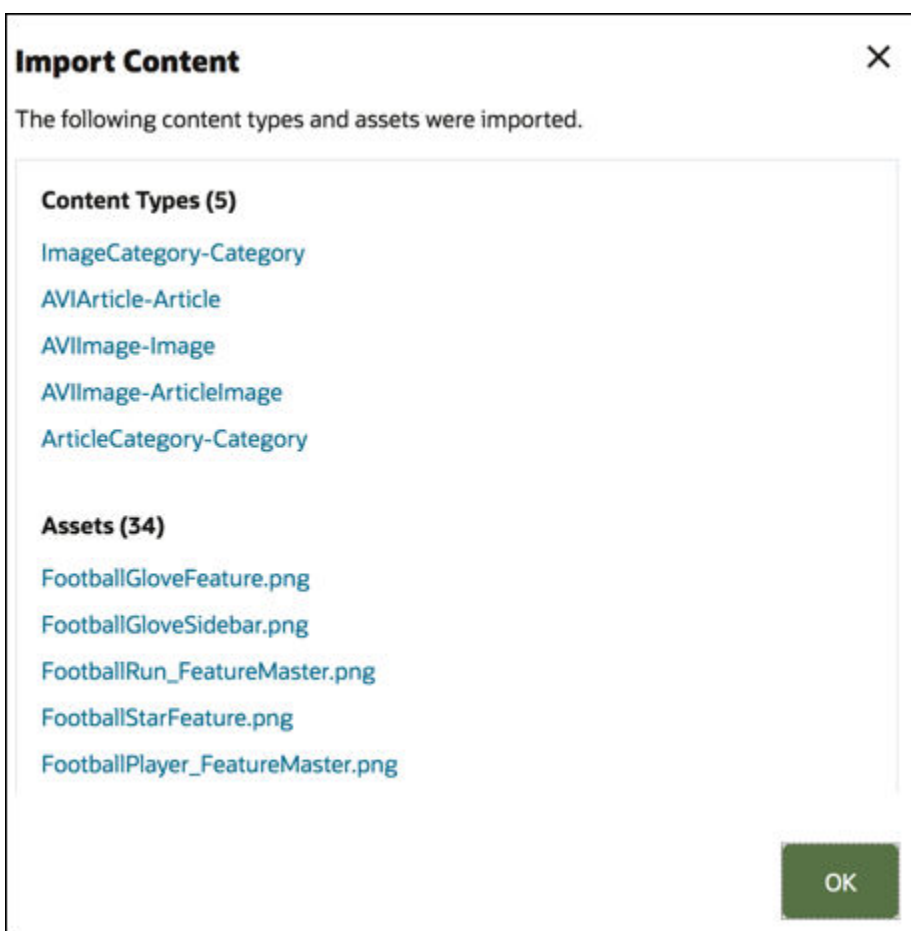 Import Content
The following content types and assets were imported.
Content Types (5)
ImageCategory-Category
AVIArticle-Article
AVIImage-Image
AVIImage-ArticleImage
ArticleCategory-Category
Assets (34)
FootballGloveFeature.png
FootballGloveSidebar.png
FootballRun_FeatureMaster.png
FootballStarFeature.png
FootballPlayer_FeatureMaster.png
OK